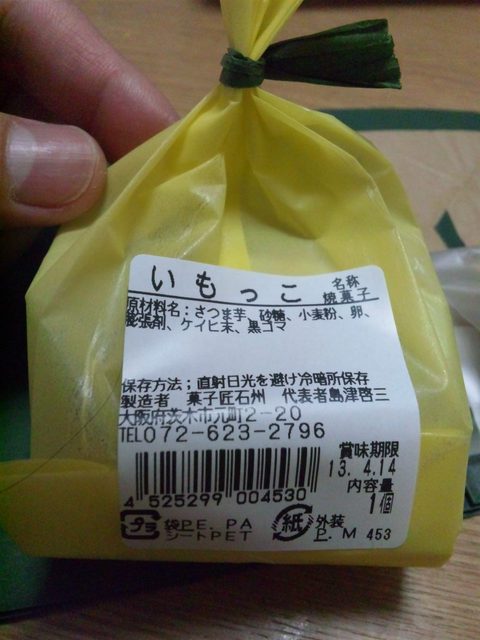 いもっこ
名称
焼菓子
原材料名：さつま芋、砂糖、小麦粉、卵、
膨張剤、ケイヒ末、黒ゴマ
保存方法；直射日光を避け冷暗所保存
製造者　菓子匠石州　代表者島津啓三
大阪府茨木市元町2－20
TEL072－623－2796
賞味期限
13. 4.14
内容量
1個
4 525299 004530
プラ
袋PE、PA
シートPET
紙
外装
P. M 453